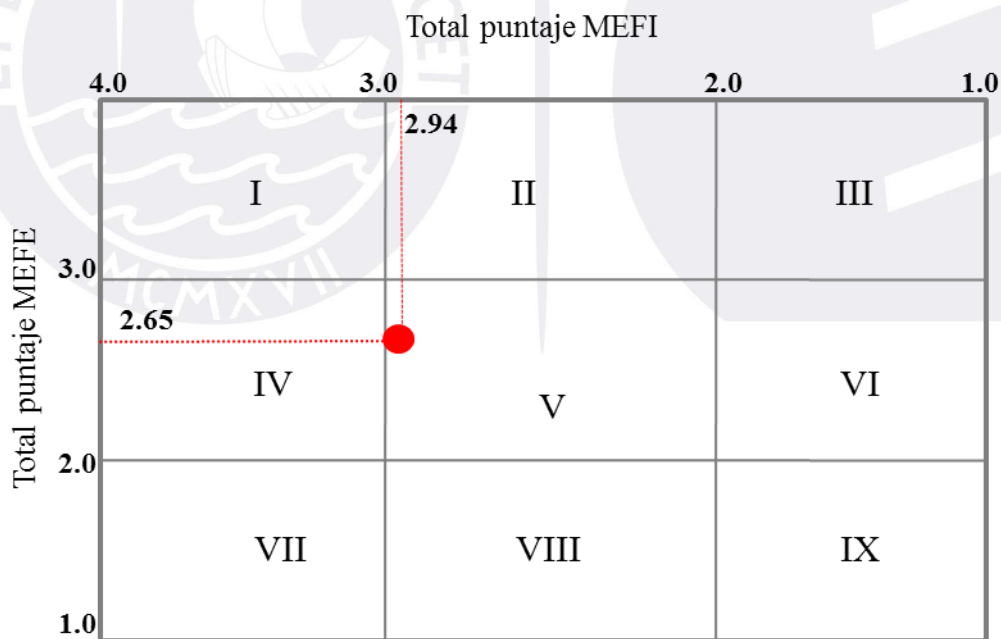 Total puntaje MEFI
4.0 3.0 2.0 1.0
2.94
I II III
Total puntaje MEFE
3.0
2.65
IV V VI
2.0
VII VIII IX
1.0
MCMXVII